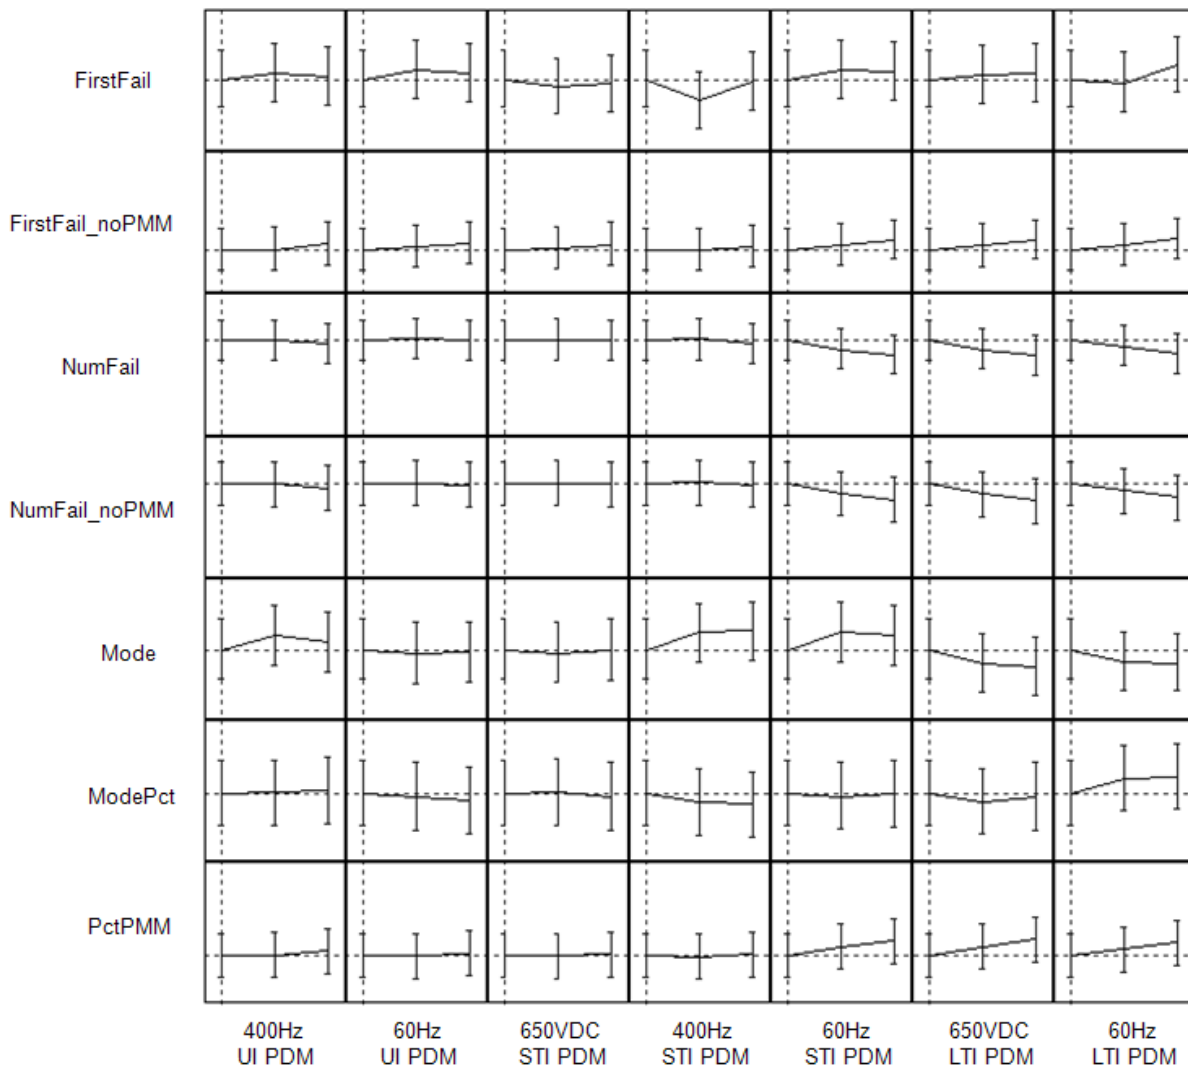 FirstFail
FirstFail_noPMM
NumFail
NumFail_noPMM
Mode
ModePct
PctPMM
400Hz 60Hz 650VDC 400Hz 60Hz 650VDC 60Hz
UI PDM UI PDM STI PDM STI PDM STI PDM LTI PDM LTI PDM